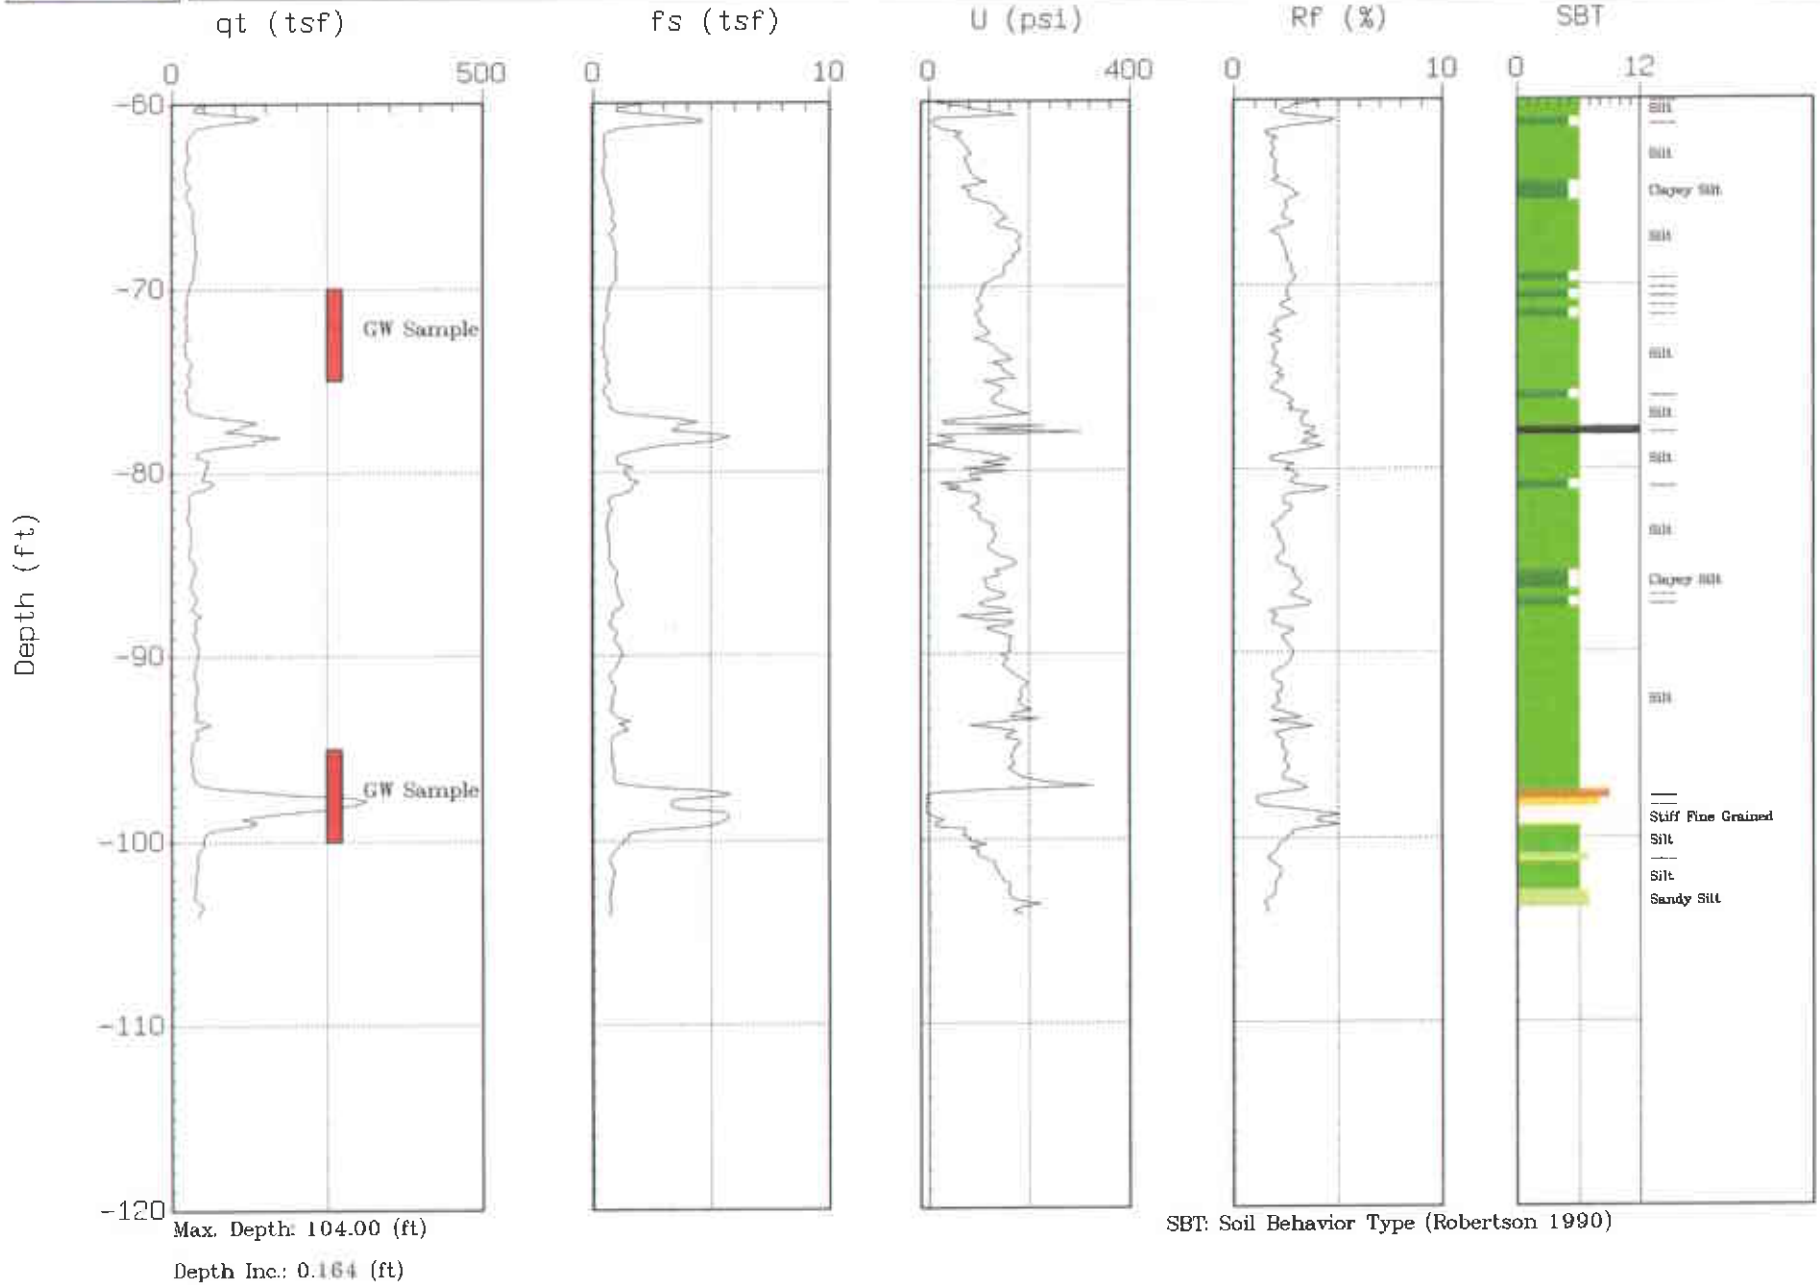 qt (tsf) fs (tsf) U (psi) Rf (%) SBT
0 500 0 10 0 400 0 10 0 12
-60
Silt
Silt
Clayey Silt
Silt
-70
GW Sample
Silt
Silt
Silt
-80
Silt
Depth (ft)
Clayey Silt
-90
Silt
GW Sample
Stiff Fine Grained
-100
Silt
Silt
Sandy Silt
-110
-120
Max. Depth: 104.00 (ft)
SBT: Soil Behavior Type (Robertson 1990)
Depth Inc.: 0.164 (ft)